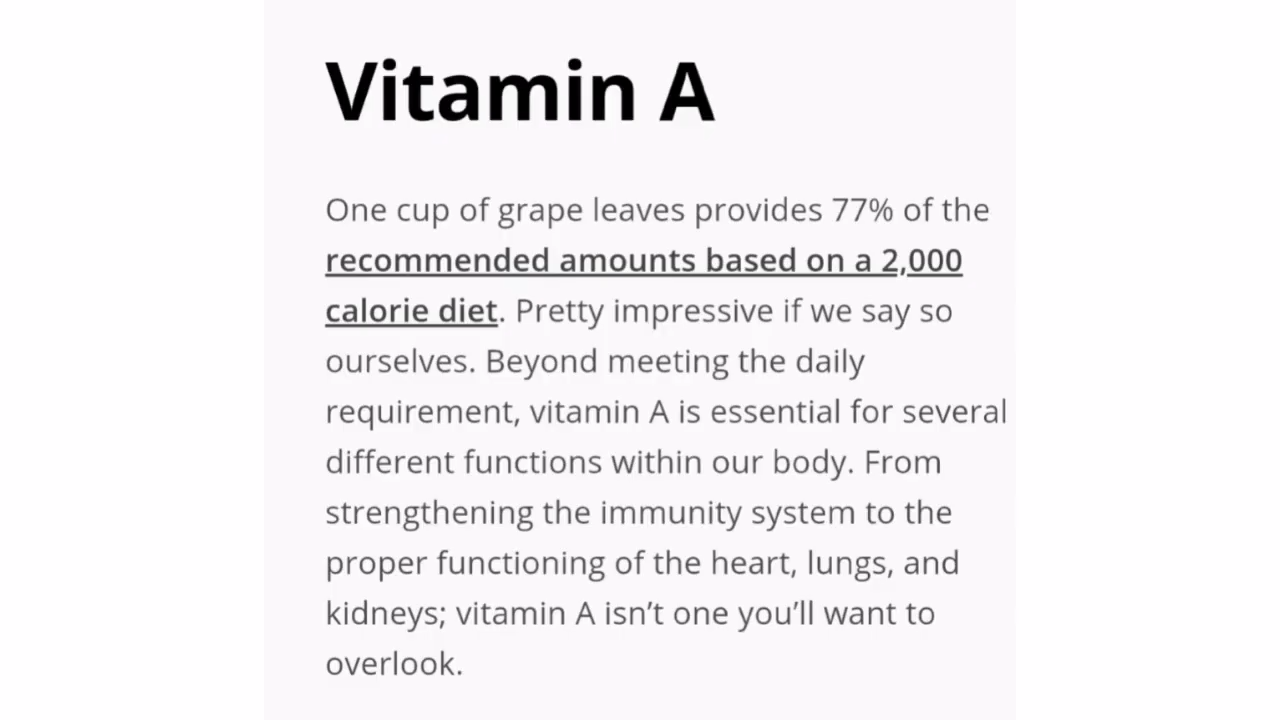 Vitamin A
One cup of grape leaves provides 77% of the
recommended amounts based on a 2,000
calorie diet. Pretty impressive if we say so
ourselves. Beyond meeting the daily
requirement, vitamin A is essential for several
different functions within our body. From
strengthening the immunity system to the
proper functioning of the heart, lungs, and
kidneys; vitamin A isn’t one you’ll want to
overlook.